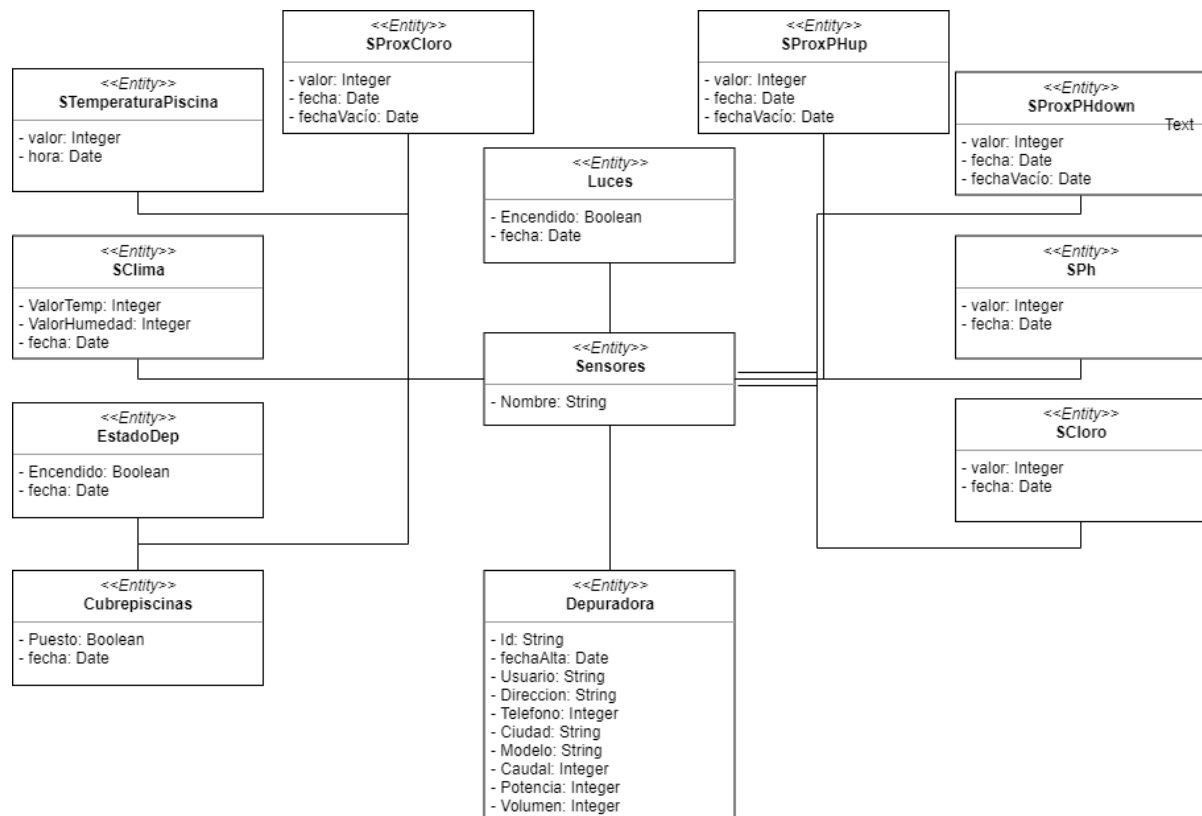 <<Entity>>
SProxCloro
- valor: Integer
- fecha: Date
- fechaVacío: Date
<<Entity>>
SProxPHup
- valor: Integer
- fecha: Date
- fechaVacío: Date
<<Entity>>
STemperaturaPiscina
- valor: Integer
- hora: Date
<<Entity>>
SProxPHdown
Text
- valor: Integer
- fecha: Date
- fechaVacío: Date
<<Entity>>
Luces
- Encendido: Boolean
- fecha: Date
<<Entity>>
SClima
- ValorTemp: Integer
- ValorHumedad: Integer
- fecha: Date
<<Entity>>
SPh
- valor: Integer
- fecha: Date
<<Entity>>
Sensores
- Nombre: String
<<Entity>>
EstadoDep
- Encendido: Boolean
- fecha: Date
<<Entity>>
SCloro
- valor: Integer
- fecha: Date
<<Entity>>
Cubrepiscinas
- Puesto: Boolean
- fecha: Date
<<Entity>>
Depuradora
- Id: String
- fechaAlta: Date
- Usuario: String
- Direccion: String
- Telefono: Integer
- Ciudad: String
- Modelo: String
- Caudal: Integer
- Potencia: Integer
- Volumen: Integer